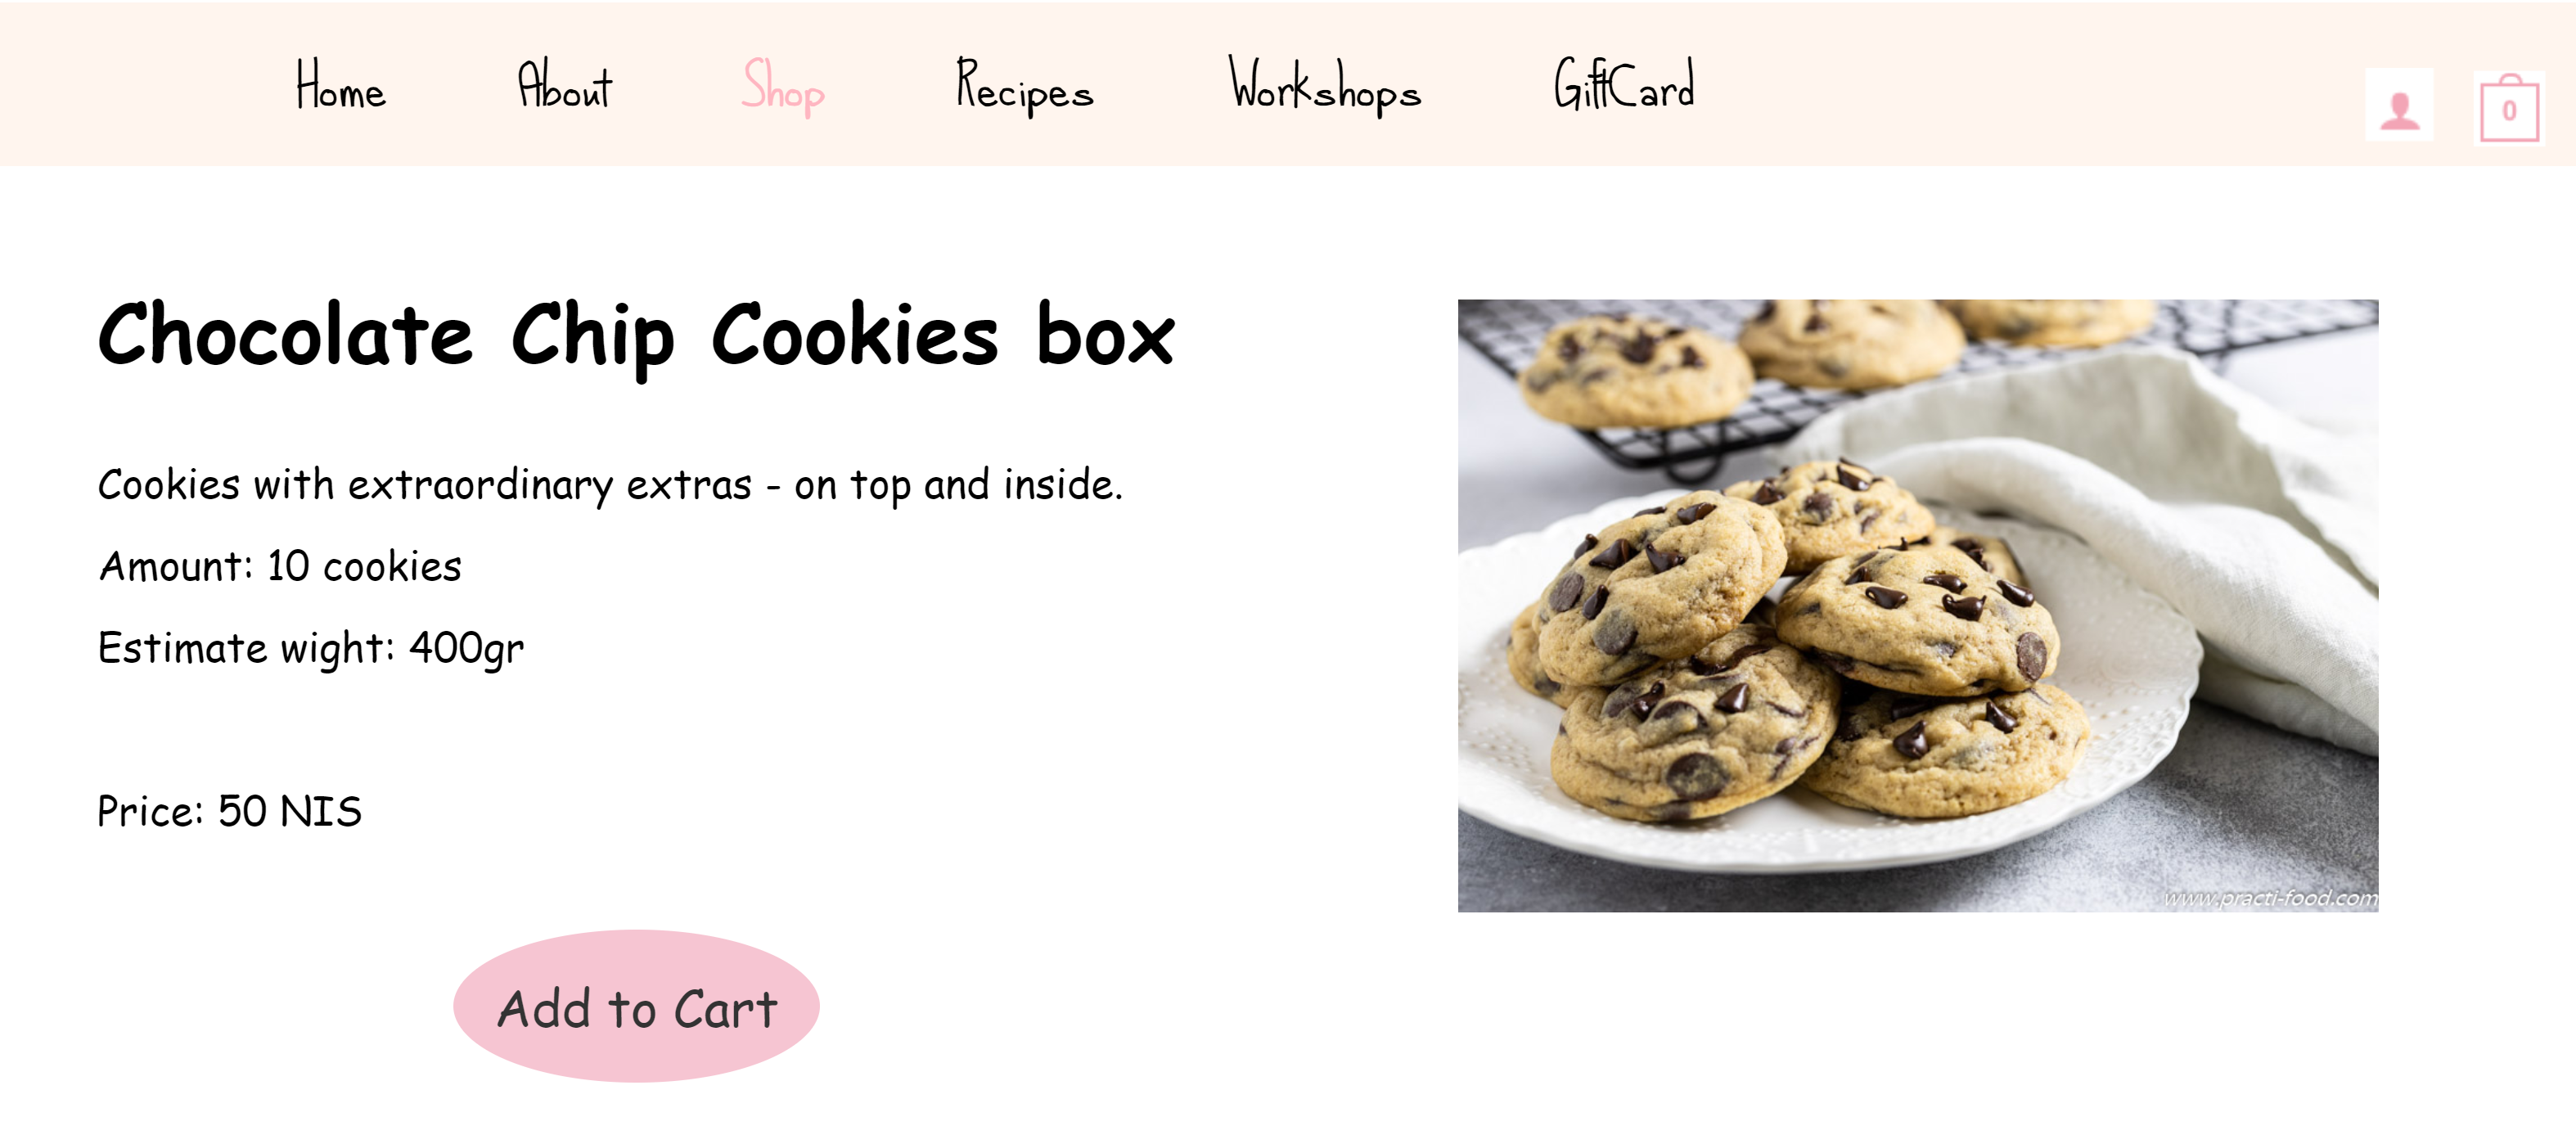 Home About Shop Recipes Workshops GiftCard
0
Chocolate Chip Cookies box
Cookies with extraordinary extras - on top and inside.
Amount: 10 cookies
Estimate wight: 400gr
Price: 50 NIS
www.practi-food.com
Add to Cart